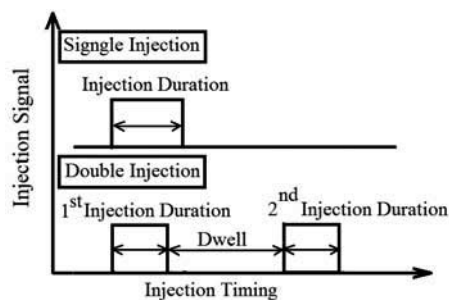 Signgle Injection
Injection Duration
Injection Signal
Double Injection
1st Injection Duration
2nd Injection Duration
Dwell
Injection Timing